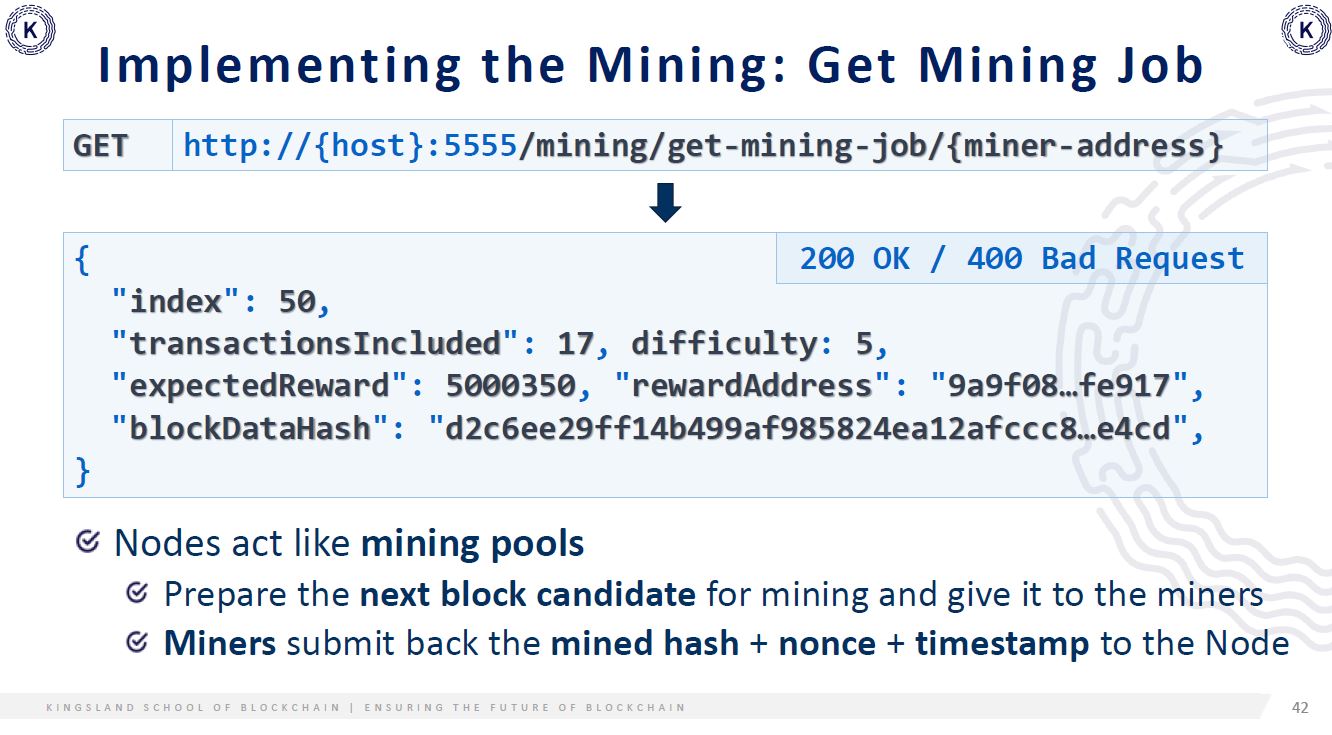 K
K
Implementing the Mining: Get Mining Job
GET http://{host}:5555/mining/get-mining-job/{miner-address}
{
200 OK / 400 Bad Request
"index": 50,
"transactionsIncluded": 17, difficulty: 5,
"expectedReward": 5000350, "rewardAddress": "9a9f08…fe917",
"blockDataHash": "d2c6ee29ff14b499af985824ea12afccc8…e4cd",
}
Nodes act like mining pools
Prepare the next block candidate for mining and give it to the miners
Miners submit back the mined hash + nonce + timestamp to the Node
KINGSLAND SCHOOL OF BLOCKCHAIN | ENSURING THE FUTURE OF BLOCKCHAIN
42